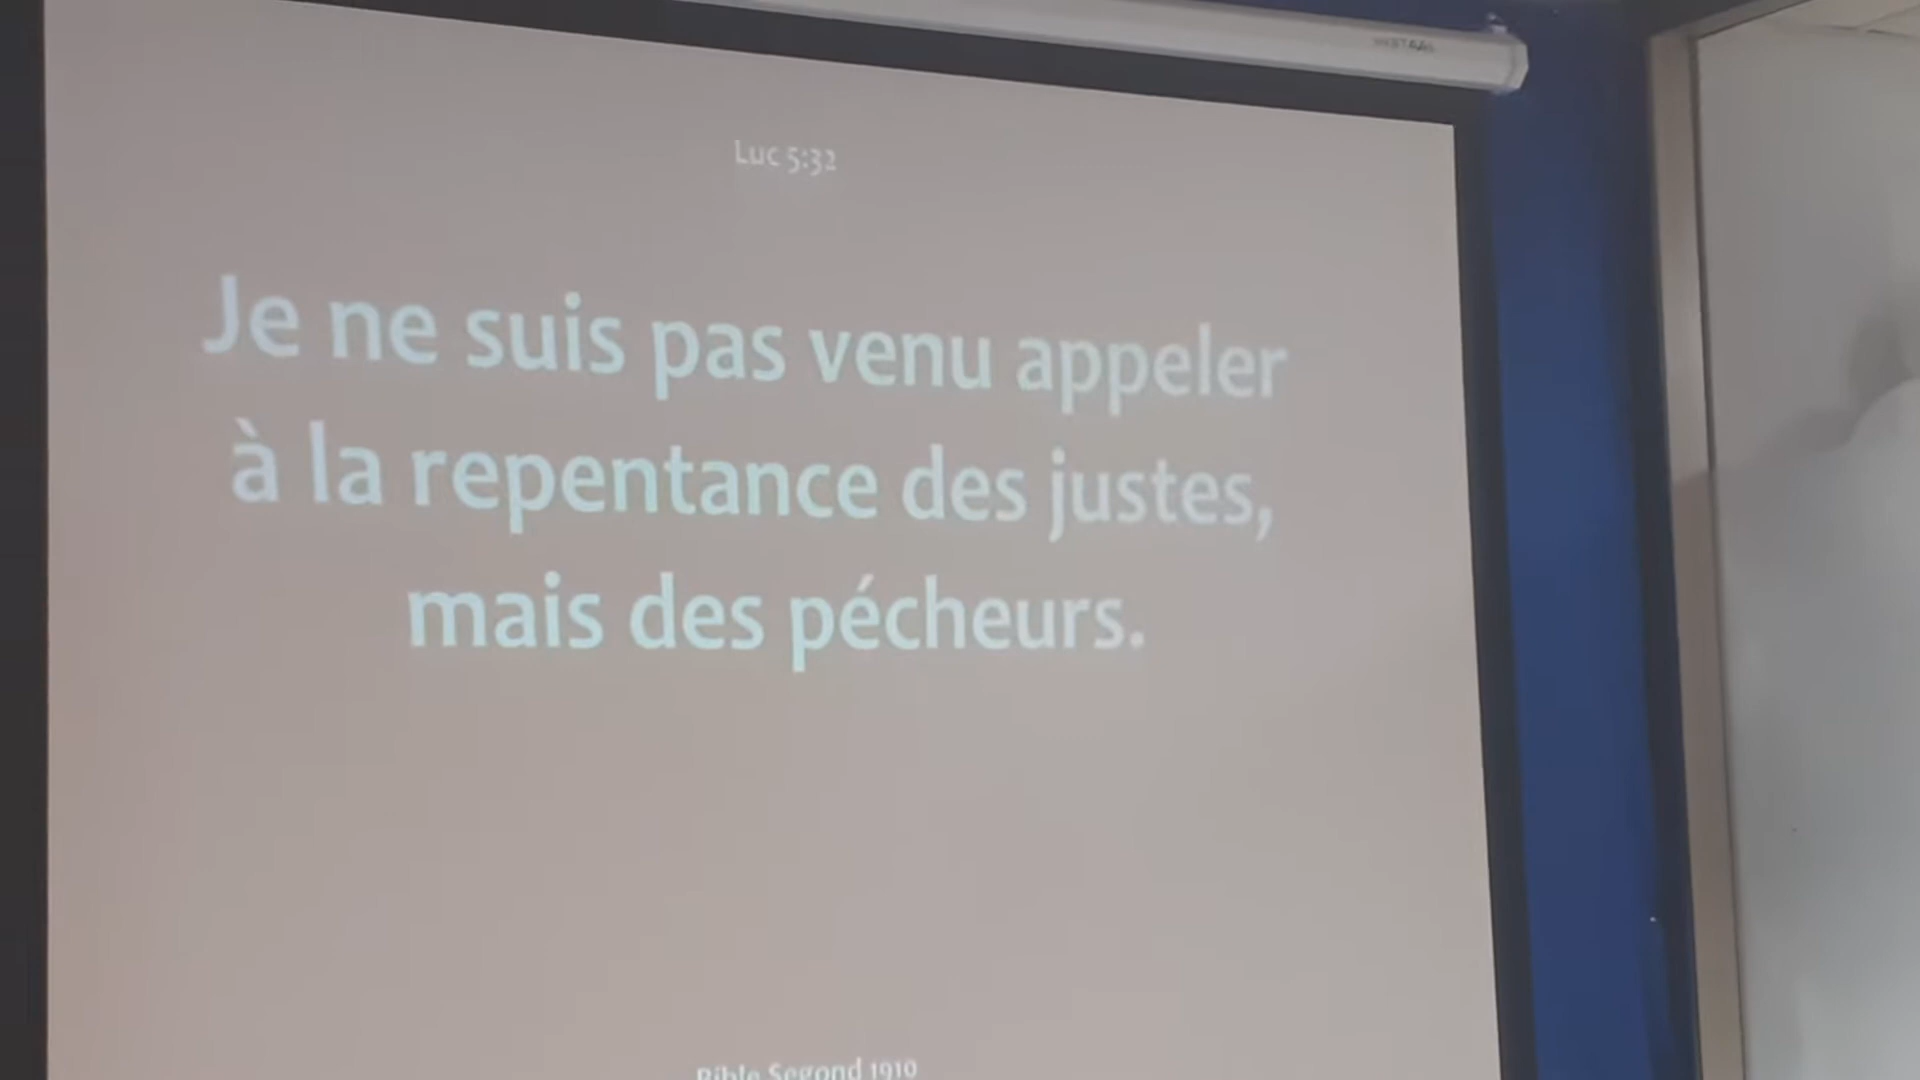 Luc 5:32
Je ne suis pas venu appeler
à la repentance des justes,
mais des pécheurs.
Bible Segond 1910